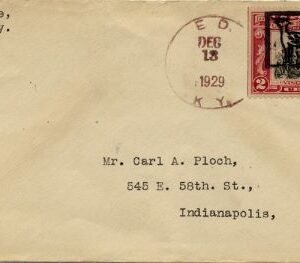 e,
y.
E D.
DEC
13
1929
KY.
2
Mr. Carl A. Ploch,
545 E. 58th. St.,
Indianapolis,